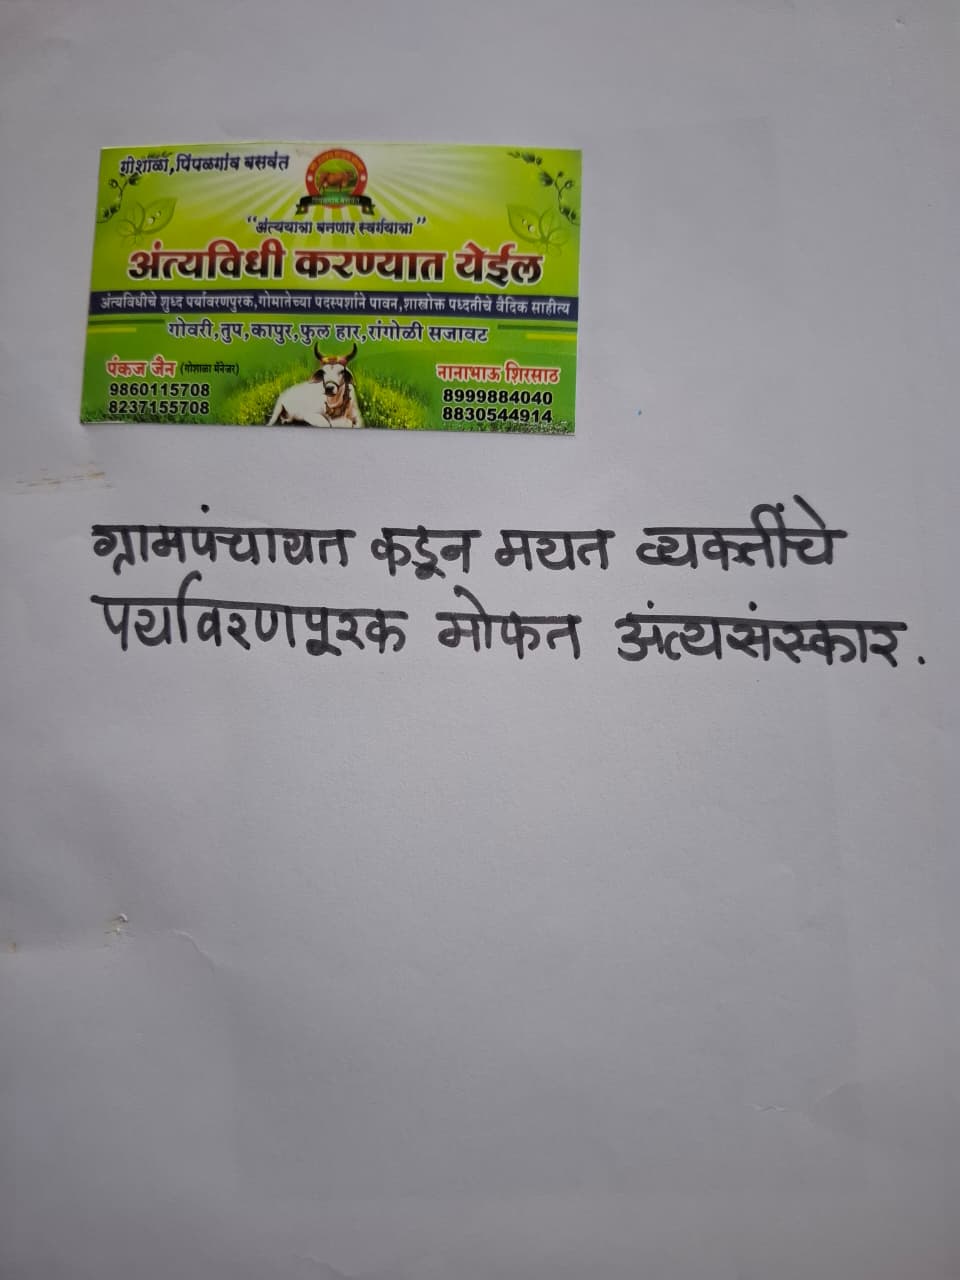 गोशाळा, पिंपळगांव बसवंत
"अंत्ययात्रा बनणार स्वर्गयात्रा"
अंत्यविधी करण्यात येईल
अंत्यविधीचे शुध्द पर्यावरणपुरक,गोमातेच्या पदस्पर्शाने पावन,शास्त्रोक्त पध्दतीचे वैदिक साहीत्य
गोवरी,तुप,कापुर,फुल हार,रांगोळी सजावट
पंकज जैन (गोशाळा मॅनेजर)
9860115708
8237155708
नानाभाऊ शिरसाठ
8999884040
8830544914
ग्रामपंचायत कडून मयत व्यक्तींचे
पर्यावरणपूरक मोफत अंत्यसंस्कार.